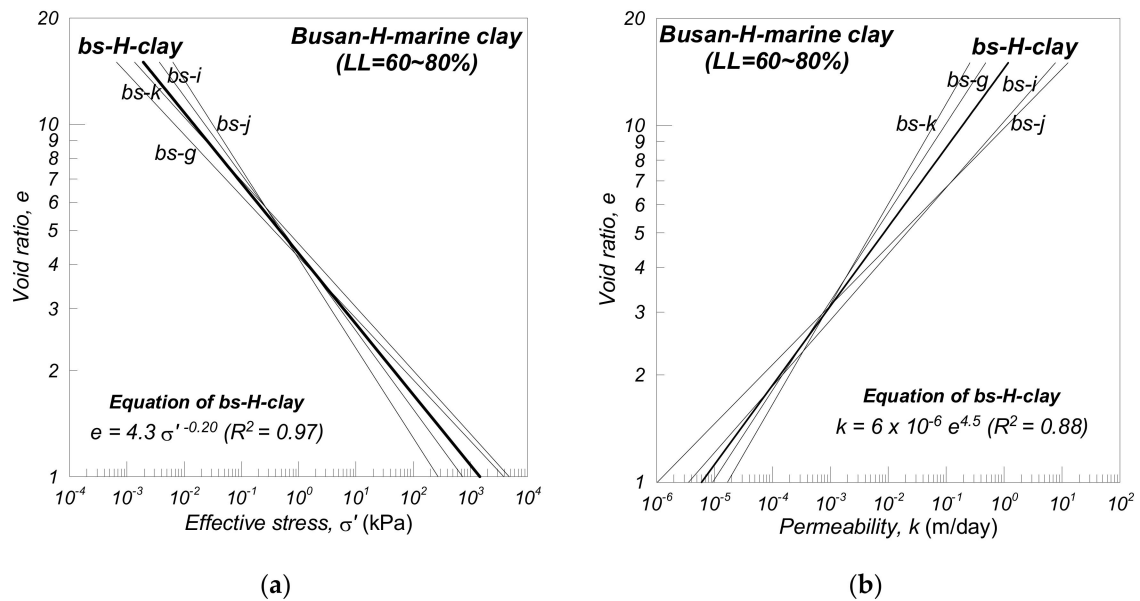 20
10
9
8
7
6
5
4
3
2
1
Void ratio, e
bs-H-clay
Busan-H-marine clay
(LL=60~80%)
bs-i
bs-k
bs-j
bs-g
Equation of bs-H-clay
e = 4.3 σ' -0.20 (R2 = 0.97)
10-4 10-3 10-2 10-1 100 101 102 103 104
Effective stress, σ' (kPa)
(a)
20
10
9
8
7
6
5
4
3
2
1
Void ratio, e
Busan-H-marine clay
(LL=60~80%)
bs-H-clay
bs-g
bs-i
bs-k
bs-j
Equation of bs-H-clay
k = 6 x 10-6 e4.5 (R2 = 0.88)
10-6 10-5 10-4 10-3 10-2 10-1 100 101 102
Permeability, k (m/day)
(b)